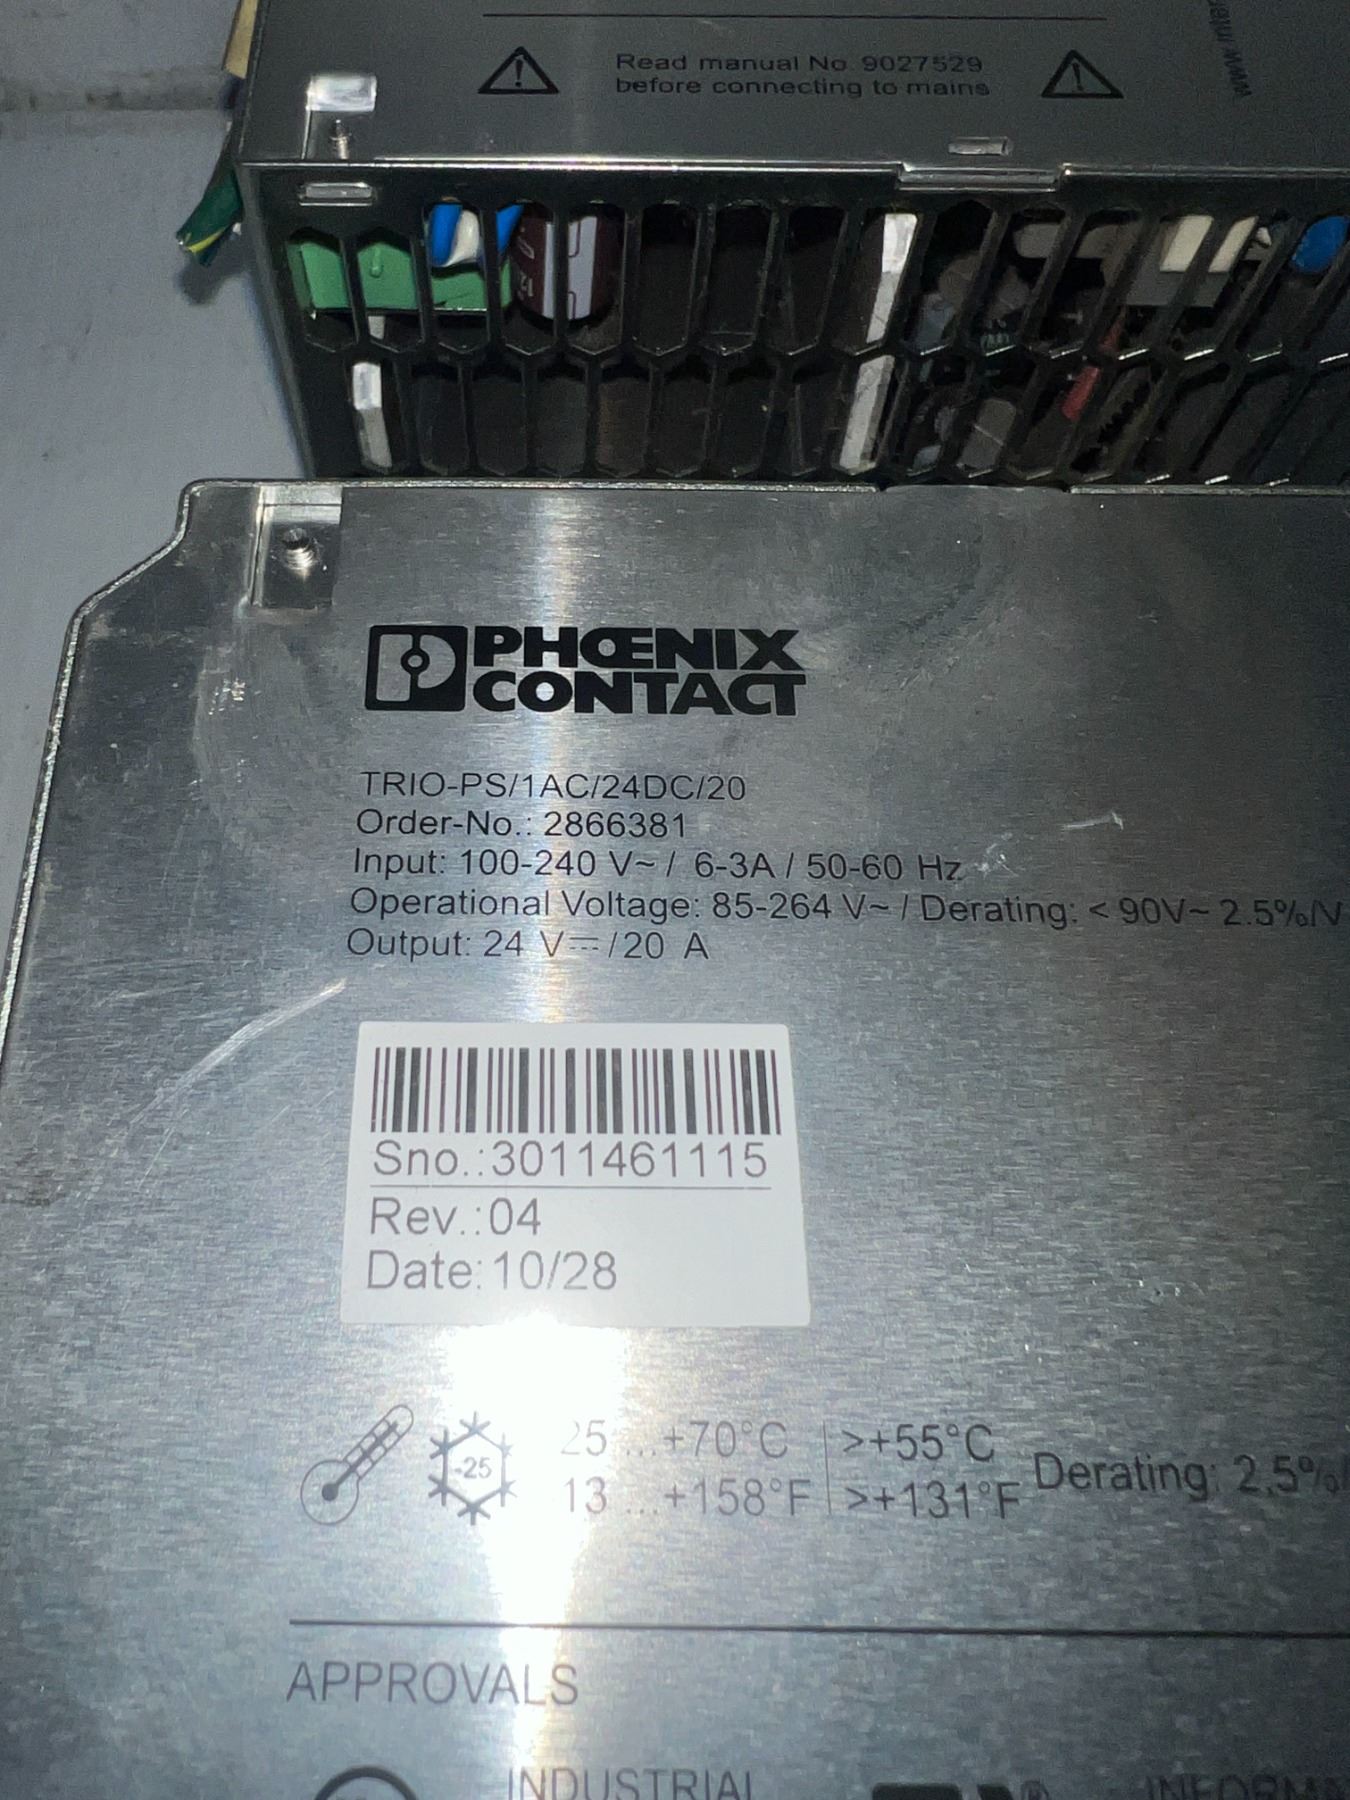 Read manual No. 9027529
before connecting to mains
PHŒNIX
CONTACT
TRIO-PS/1AC/24DC/20
Order-No.: 2866381
Input: 100-240 V~ / 6-3A / 50-60 Hz
Operational Voltage: 85-264 V~ / Derating: < 90V~ 2.5%/V
Output: 24 V⎓ / 20 A
Sno.:3011461115
Rev.:04
Date:10/28
-25
25 ...+70°C >+55°C
13 ...+158°F >+131°F
Derating: 2,5%/
APPROVALS
INDUSTRIAL